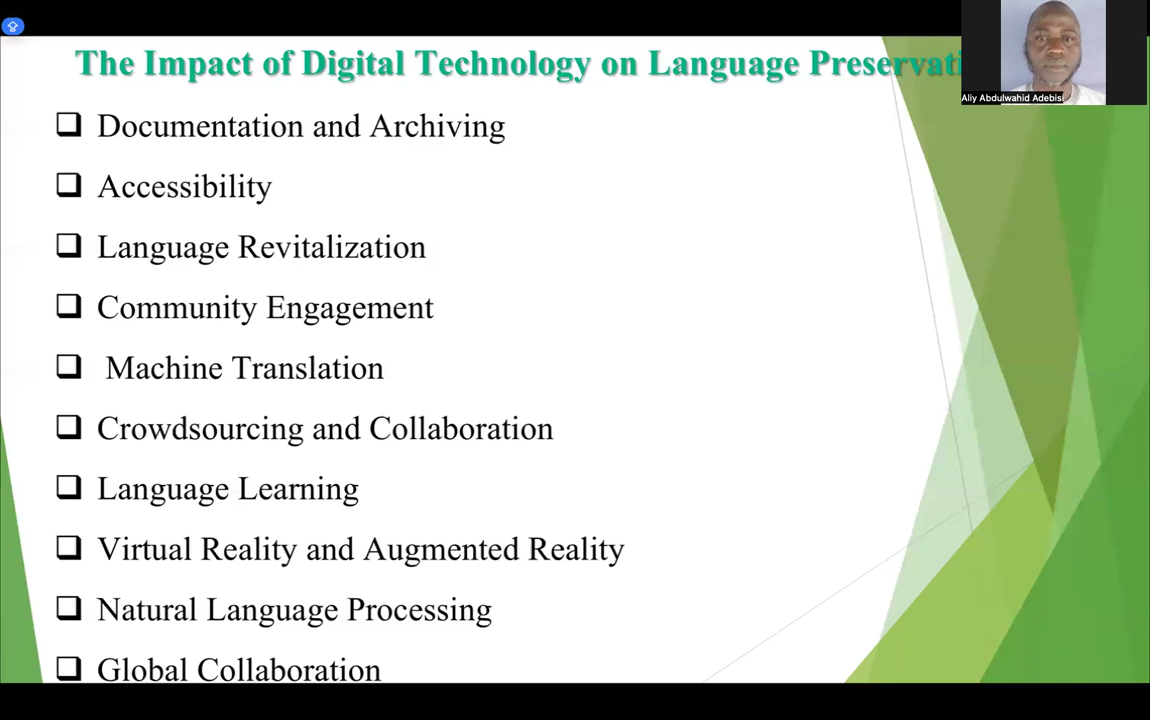 The Impact of Digital Technology on Language Preservati
Aliy Abdulwahid Adebisi
Documentation and Archiving
Accessibility
Language Revitalization
Community Engagement
Machine Translation
Crowdsourcing and Collaboration
Language Learning
Virtual Reality and Augmented Reality
Natural Language Processing
Global Collaboration